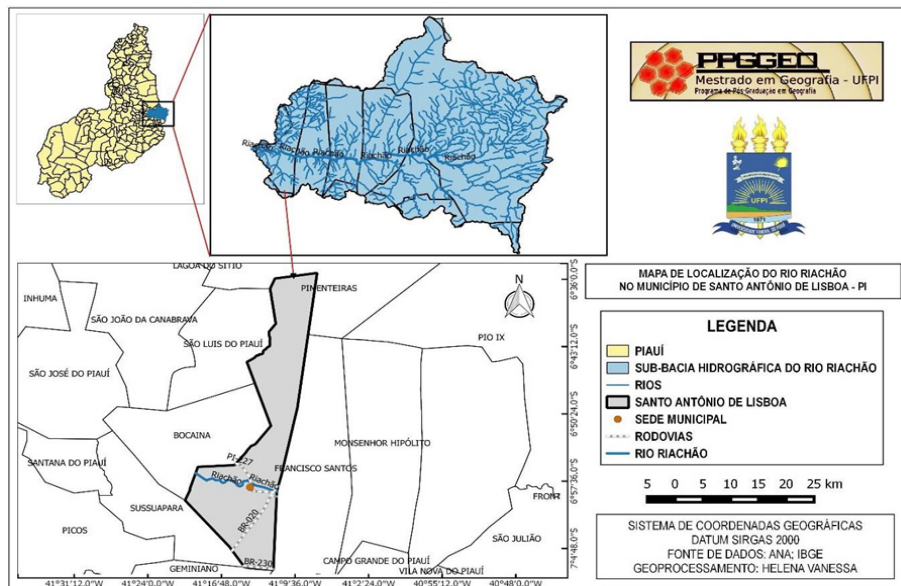 PPGGEO
Mestrado em Geografia - UFPI
Programa de Pós-Graduação em Geografia
Riachão
Riachão
Riachão
Riachão
Riachão
Riachão
UFPI
1971
MAPA DE LOCALIZAÇÃO DO RIO RIACHÃO
NO MUNICÍPIO DE SANTO ANTÔNIO DE LISBOA - PI
LAGOA DO SÍTIO
PIMENTEIRAS
INHUMA
SÃO JOÃO DA CANABRAVA
SÃO LUIS DO PIAUÍ
PIO IX
SÃO JOSÉ DO PIAUÍ
BOCAINA
MONSENHOR HIPÓLITO
SANTANA DO PIAUÍ
PI-227
FRANCISCO SANTOS
Riachão
Riachão
SUSSUAPARA
FRONT
PICOS
BR-020
SÃO JULIÃO
GEMINIANO
BR-230
CAMPO GRANDE DO PIAUÍ
VILA NOVA DO PIAUÍ
N
6°36'0.0"S
6°43'12.0"S
6°50'24.0"S
6°57'36.0"S
7°4'48.0"S
41°31'12.0"W
41°24'0.0"W
41°16'48.0"W
41°9'36.0"W
41°2'24.0"W
40°55'12.0"W
40°48'0.0"W
LEGENDA
PIAUÍ
SUB-BACIA HIDROGRÁFICA DO RIO RIACHÃO
RIOS
SANTO ANTÔNIO DE LISBOA
SEDE MUNICIPAL
RODOVIAS
RIO RIACHÃO
5 0 5 10 15 20 25 km
SISTEMA DE COORDENADAS GEOGRÁFICAS
DATUM SIRGAS 2000
FONTE DE DADOS: ANA; IBGE
GEOPROCESSAMENTO: HELENA VANESSA